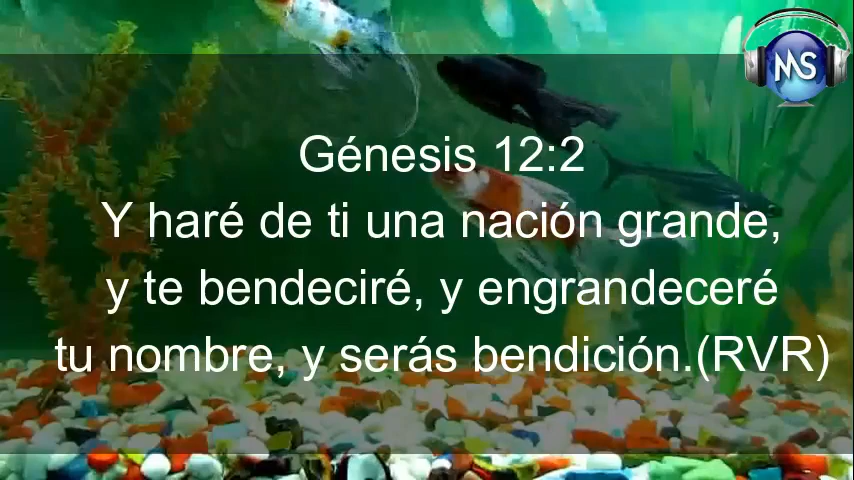 MS
Génesis 12:2
Y haré de ti una nación grande,
y te bendeciré, y engrandeceré
tu nombre, y serás bendición.(RVR)